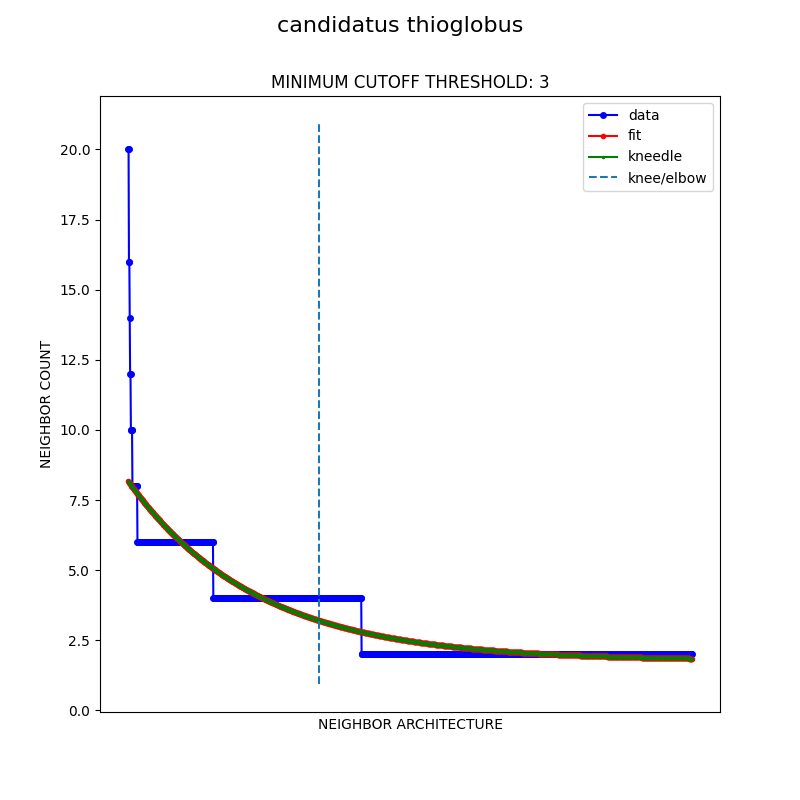 candidatus thioglobus
MINIMUM CUTOFF THRESHOLD: 3
data
fit
kneedle
knee/elbow
20.0
17.5
15.0
12.5
10.0
7.5
5.0
2.5
0.0
NEIGHBOR COUNT
NEIGHBOR ARCHITECTURE